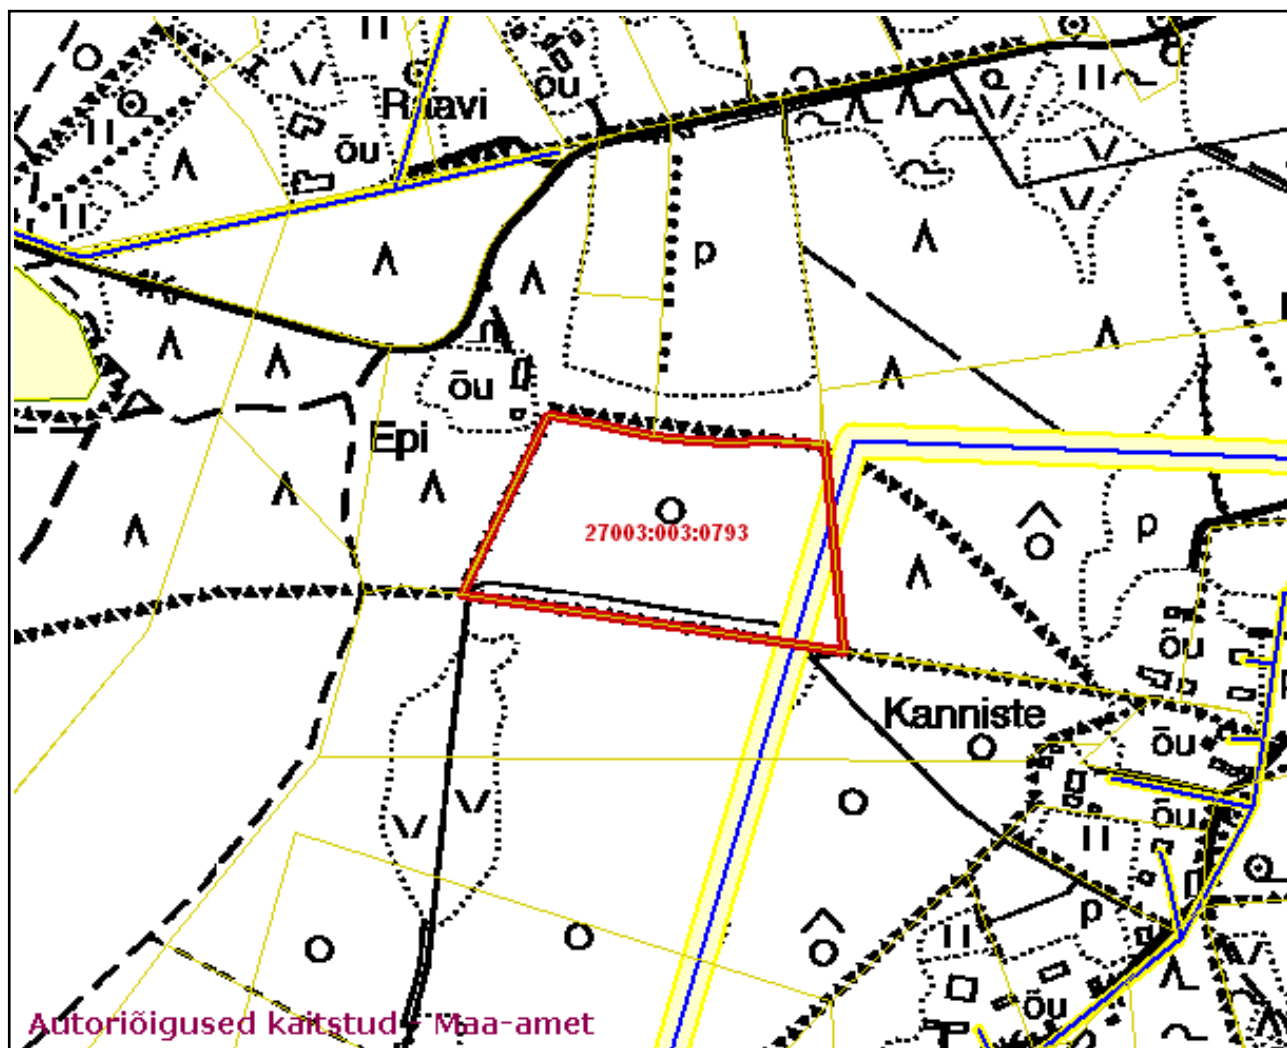 Raavi
õu
õu
p
õu
Epi
27003:003:0793
p
õu
Kanniste
õu
õu
p
õu
Autoriõigused kaitstud - Maa-amet